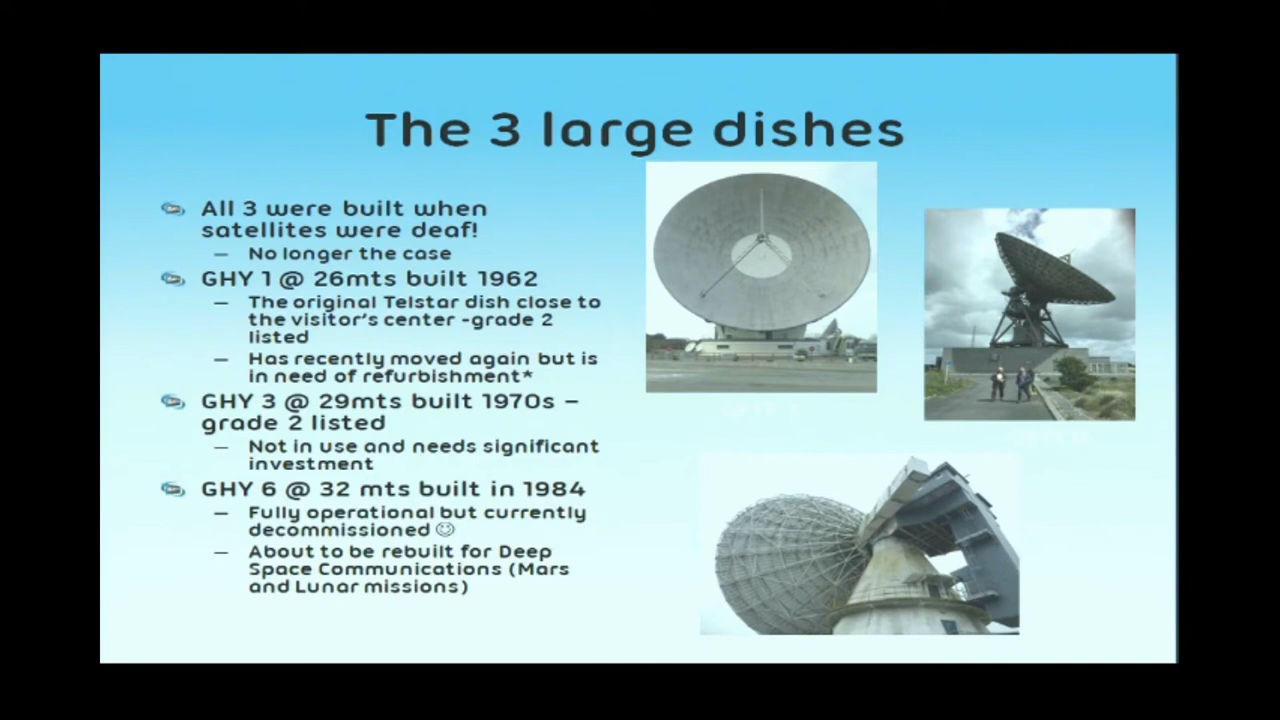 The 3 large dishes
All 3 were built when
satellites were deaf!
– No longer the case
GHY 1 @ 26mts built 1962
– The original Telstar dish close to
the visitor's center -grade 2
listed
– Has recently moved again but is
in need of refurbishment*
GHY 3 @ 29mts built 1970s –
grade 2 listed
– Not in use and needs significant
investment
GHY 6 @ 32 mts built in 1984
– Fully operational but currently
decommissioned ☺
– About to be rebuilt for Deep
Space Communications (Mars
and Lunar missions)